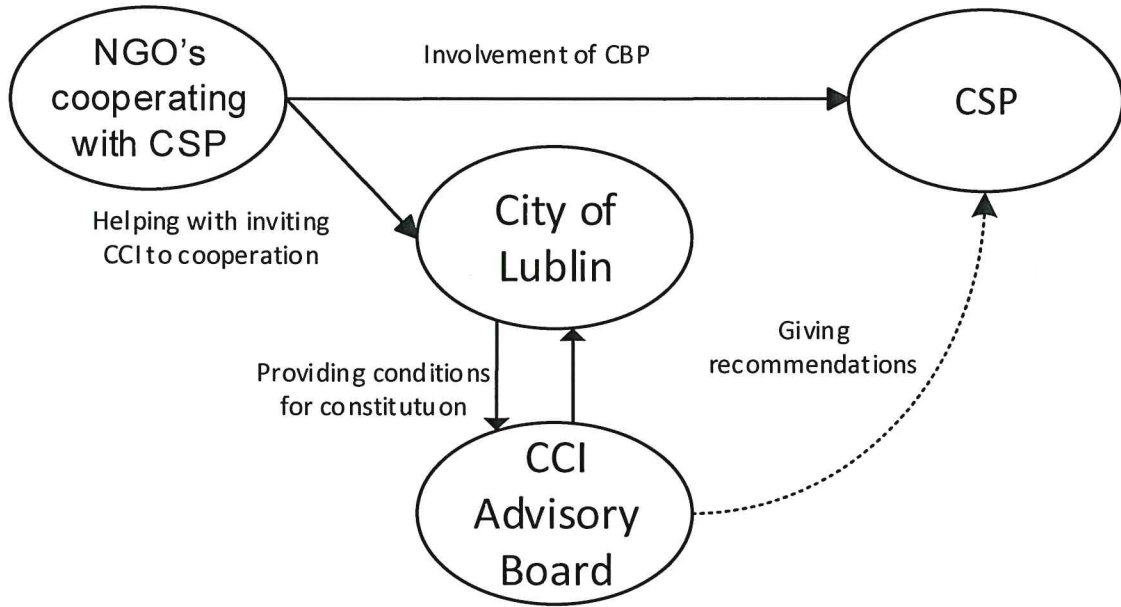 NGO's
cooperating
with CSP
Involvement of CBP
CSP
Helping with inviting
CCI to cooperation
City of
Lublin
Providing conditions
for constitutuon
Giving
recommendations
CCI
Advisory
Board